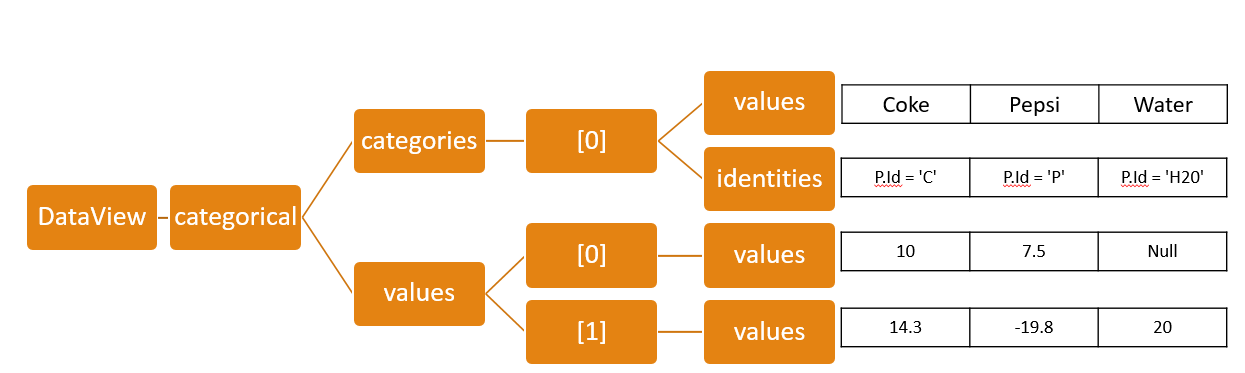 values
Coke Pepsi Water
categories
[0]
identities
P.Id = 'C' P.Id = 'P' P.Id = 'H20'
DataView
categorical
[0]
values
10 7.5 Null
values
[1]
values
14.3 -19.8 20